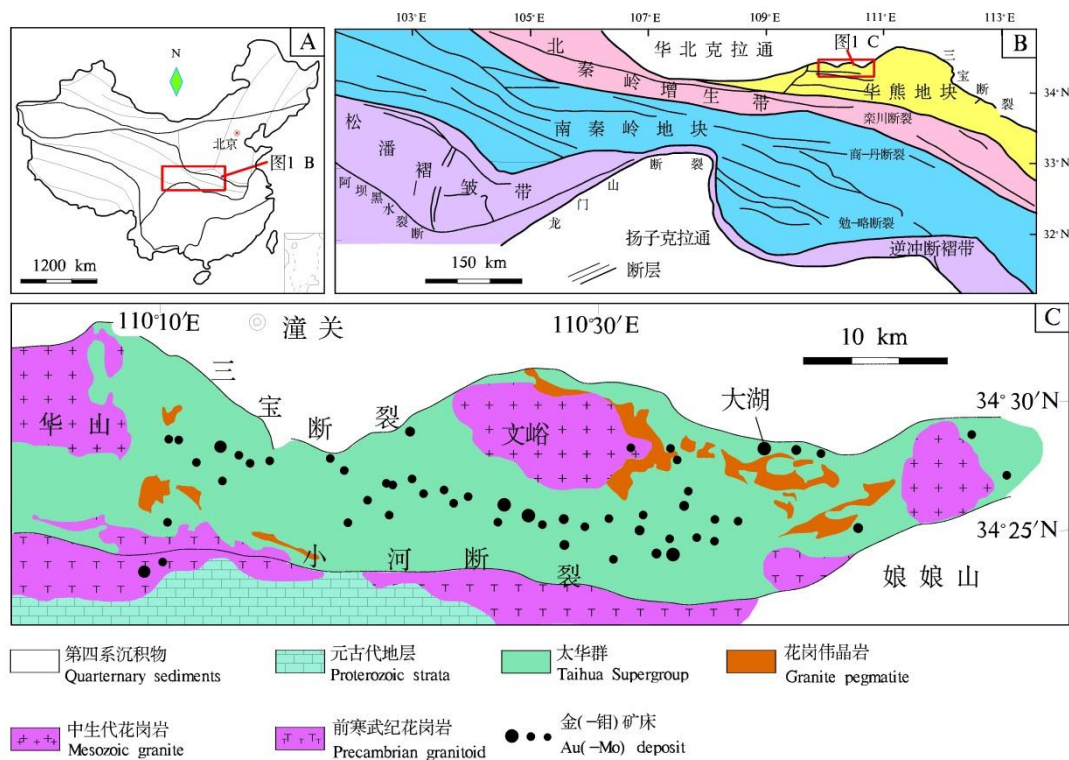 A
N
北京
图1 B
1200 km
103°E 105°E 107°E 109°E 111°E 113°E
B
华北克拉通
图1 C
北秦岭增生带
三宝断裂
华熊地块
34°N
栾川断裂
南秦岭地块
商-丹断裂
松潘褶皱带
33°N
阿坝黑水断裂
龙门山断裂
勉-略断裂
扬子克拉通
32°N
逆冲断褶带
150 km
断层
C
110°10′E
潼关
110°30′E
10 km
三宝断裂
大湖
34°30′N
华山
文峪
34°25′N
小河断裂
娘娘山
第四系沉积物
Quarternary sediments
元古代地层
Proterozoic strata
太华群
Taihua Supergroup
花岗伟晶岩
Granite pegmatite
中生代花岗岩
Mesozoic granite
前寒武纪花岗岩
Precambrian granitoid
金(-钼)矿床
Au(-Mo) deposit